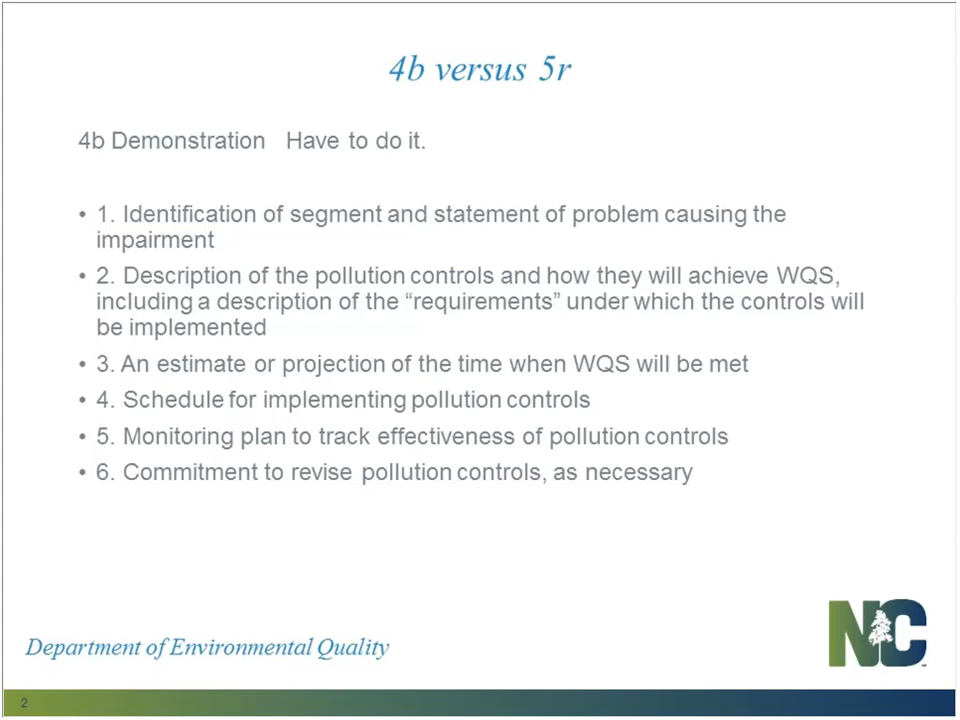 4b versus 5r
4b Demonstration   Have to do it.
• 1. Identification of segment and statement of problem causing the
impairment
• 2. Description of the pollution controls and how they will achieve WQS,
including a description of the “requirements” under which the controls will
be implemented
• 3. An estimate or projection of the time when WQS will be met
• 4. Schedule for implementing pollution controls
• 5. Monitoring plan to track effectiveness of pollution controls
• 6. Commitment to revise pollution controls, as necessary
NC
Department of Environmental Quality
2